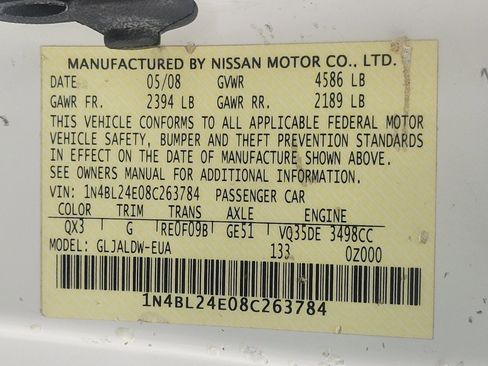 MANUFACTURED BY NISSAN MOTOR CO., LTD.
DATE 05/08 GVWR 4586 LB
GAWR FR. 2394 LB GAWR RR. 2189 LB
THIS VEHICLE CONFORMS TO ALL APPLICABLE FEDERAL MOTOR
VEHICLE SAFETY, BUMPER AND THEFT PREVENTION STANDARDS
IN EFFECT ON THE DATE OF MANUFACTURE SHOWN ABOVE.
SEE OWNERS MANUAL FOR ADDITIONAL INFORMATION.
VIN: 1N4BL24E08C263784 PASSENGER CAR
COLOR TRIM TRANS AXLE ENGINE
QX3 G RE0F09B GE51 VQ35DE 3498CC
MODEL: GLJALDW-EUA 133 0Z000
1N4BL24E08C263784